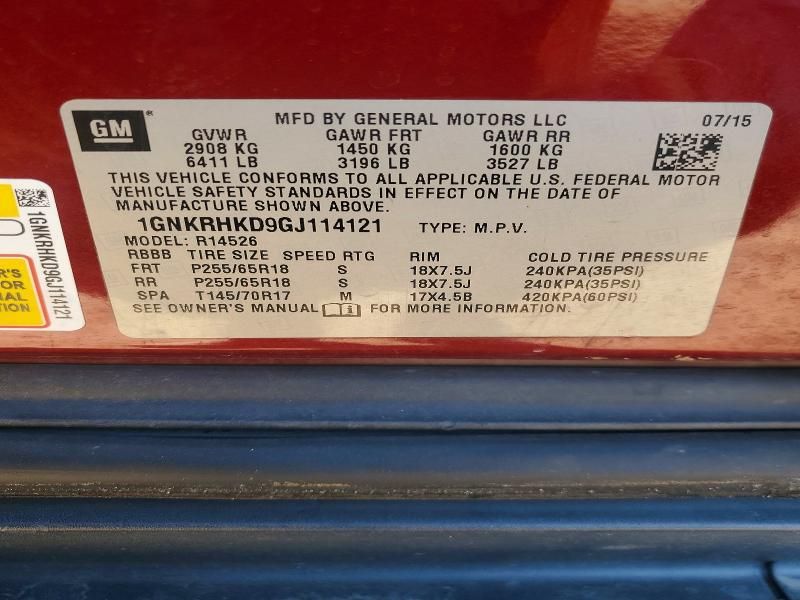 GM®
MFD BY GENERAL MOTORS LLC 07/15
GVWR GAWR FRT GAWR RR
2908 KG 1450 KG 1600 KG
6411 LB 3196 LB 3527 LB
THIS VEHICLE CONFORMS TO ALL APPLICABLE U.S. FEDERAL MOTOR
VEHICLE SAFETY STANDARDS IN EFFECT ON THE DATE OF
MANUFACTURE SHOWN ABOVE.
1GNKRHKD9GJ114121 TYPE: M.P.V.
MODEL: R14526
RBBB TIRE SIZE SPEED RTG RIM COLD TIRE PRESSURE
FRT P255/65R18 S 18X7.5J 240KPA(35PSI)
RR P255/65R18 S 18X7.5J 240KPA(35PSI)
SPA T145/70R17 M 17X4.5B 420KPA(60PSI)
SEE OWNER'S MANUAL FOR MORE INFORMATION.
1GNKRHKD9GJ114121